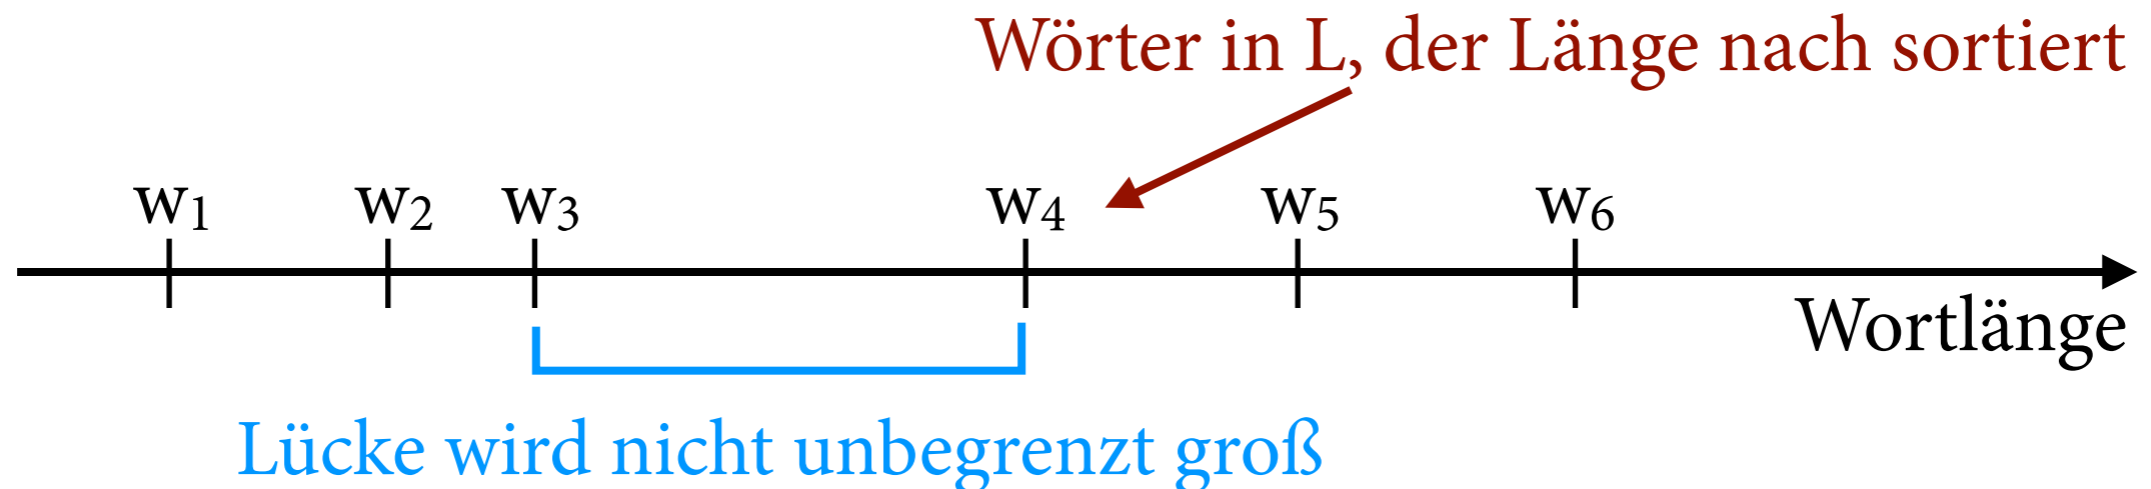 Wörter in L, der Länge nach sortiert
w₁ w₂ w₃ w₄ w₅ w₆
Wortlänge
Lücke wird nicht unbegrenzt groß